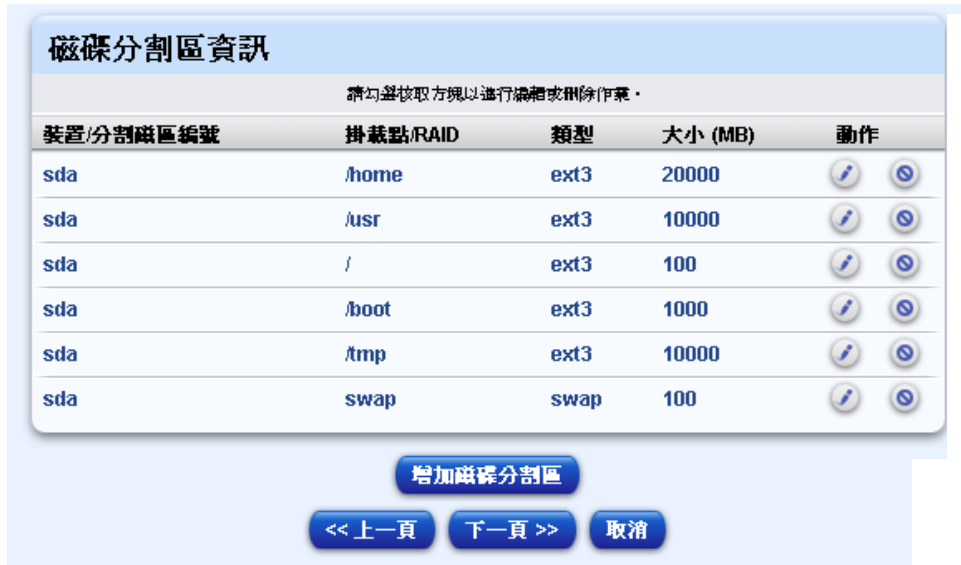 磁碟分割區資訊
請勾選核取方塊以進行編輯或刪除作業。
裝置/分割磁區編號 掛載點/RAID 類型 大小 (MB) 動作
sda /home ext3 20000
sda /usr ext3 10000
sda / ext3 100
sda /boot ext3 1000
sda /tmp ext3 10000
sda swap swap 100
增加磁碟分割區
<< 上一頁 下一頁 >> 取消